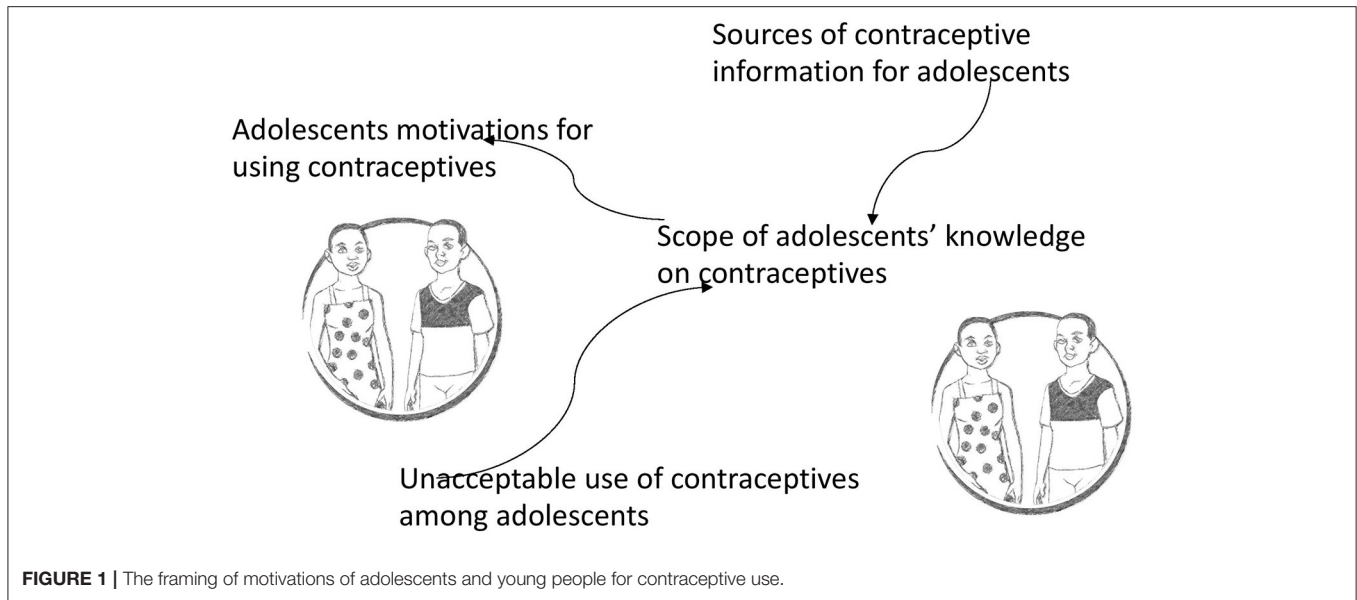 Sources of contraceptive
information for adolescents
Adolescents motivations for
using contraceptives
Scope of adolescents’ knowledge
on contraceptives
Unacceptable use of contraceptives
among adolescents
FIGURE 1 | The framing of motivations of adolescents and young people for contraceptive use.